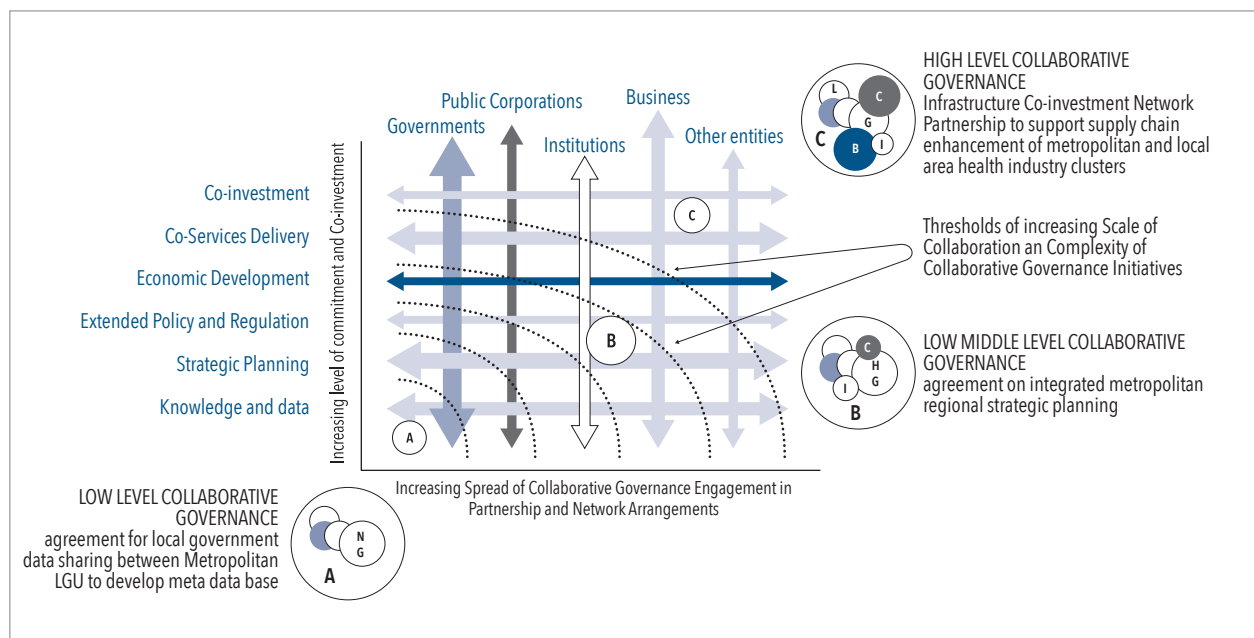 HIGH LEVEL COLLABORATIVE
GOVERNANCE
Infrastructure Co-investment Network
Partnership to support supply chain
enhancement of metropolitan and local
area health industry clusters
L
C
G
C
B
I
Business
Public Corporations
Governments
Institutions
Other entities
Increasing level of commitment and Co-investment
Co-investment
Co-Services Delivery
Economic Development
Extended Policy and Regulation
Strategic Planning
Knowledge and data
C
B
A
Thresholds of increasing Scale of
Collaboration an Complexity of
Collaborative Governance Initiatives
C
H
G
I
B
LOW MIDDLE LEVEL COLLABORATIVE
GOVERNANCE
agreement on integrated metropolitan
regional strategic planning
Increasing Spread of Collaborative Governance Engagement in
Partnership and Network Arrangements
LOW LEVEL COLLABORATIVE
GOVERNANCE
agreement for local government
data sharing between Metropolitan
LGU to develop meta data base
N
G
A